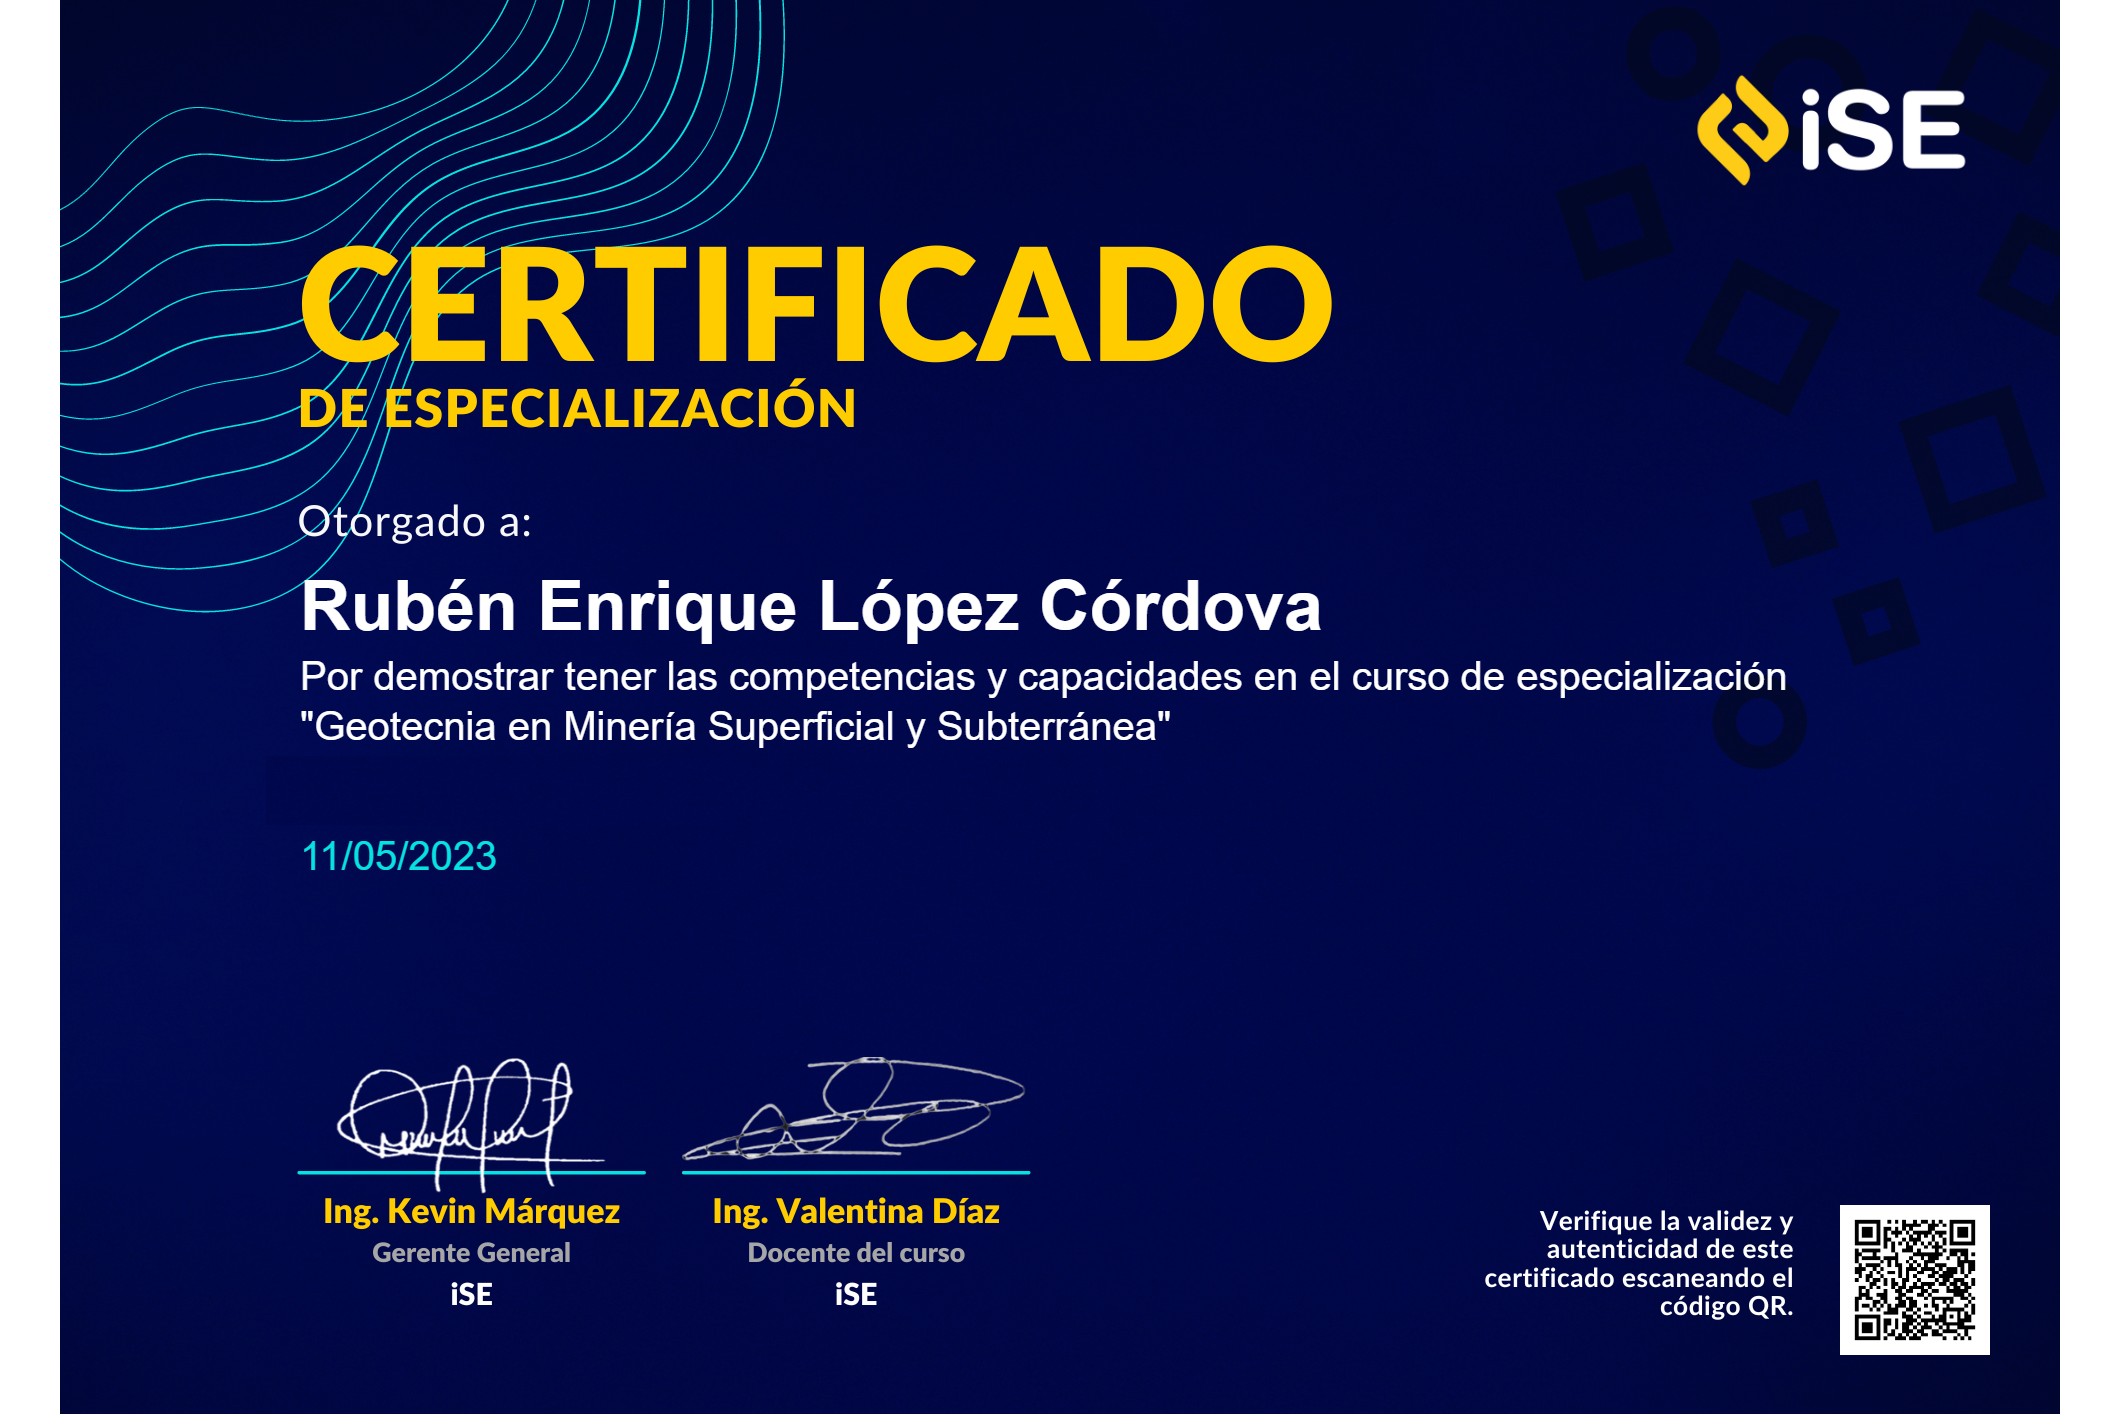 iSE
CERTIFICADO
DE ESPECIALIZACIÓN
Otorgado a:
Rubén Enrique López Córdova
Por demostrar tener las competencias y capacidades en el curso de especialización
"Geotecnia en Minería Superficial y Subterránea"
11/05/2023
Ing. Kevin Márquez
Gerente General
iSE
Ing. Valentina Díaz
Docente del curso
iSE
Verifique la validez y
autenticidad de este
certificado escaneando el
código QR.